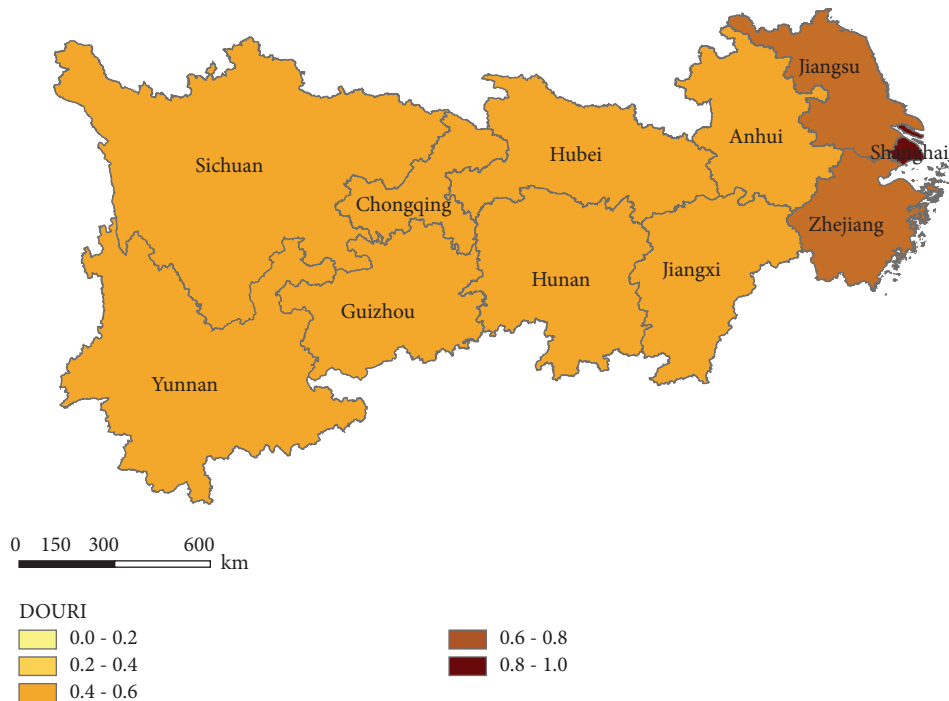 Jiangsu
Anhui
Shanghai
Hubei
Sichuan
Chongqing
Zhejiang
Jiangxi
Hunan
Guizhou
Yunnan
0 150 300 600
km
DOURI
0.0 - 0.2
0.2 - 0.4
0.4 - 0.6
0.6 - 0.8
0.8 - 1.0